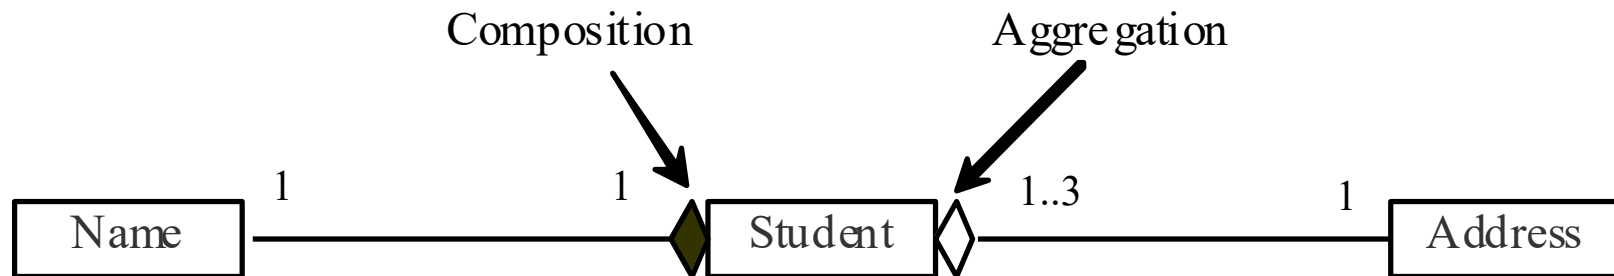 Composition
Aggregation
1
1
1..3
1
Name
Student
Address